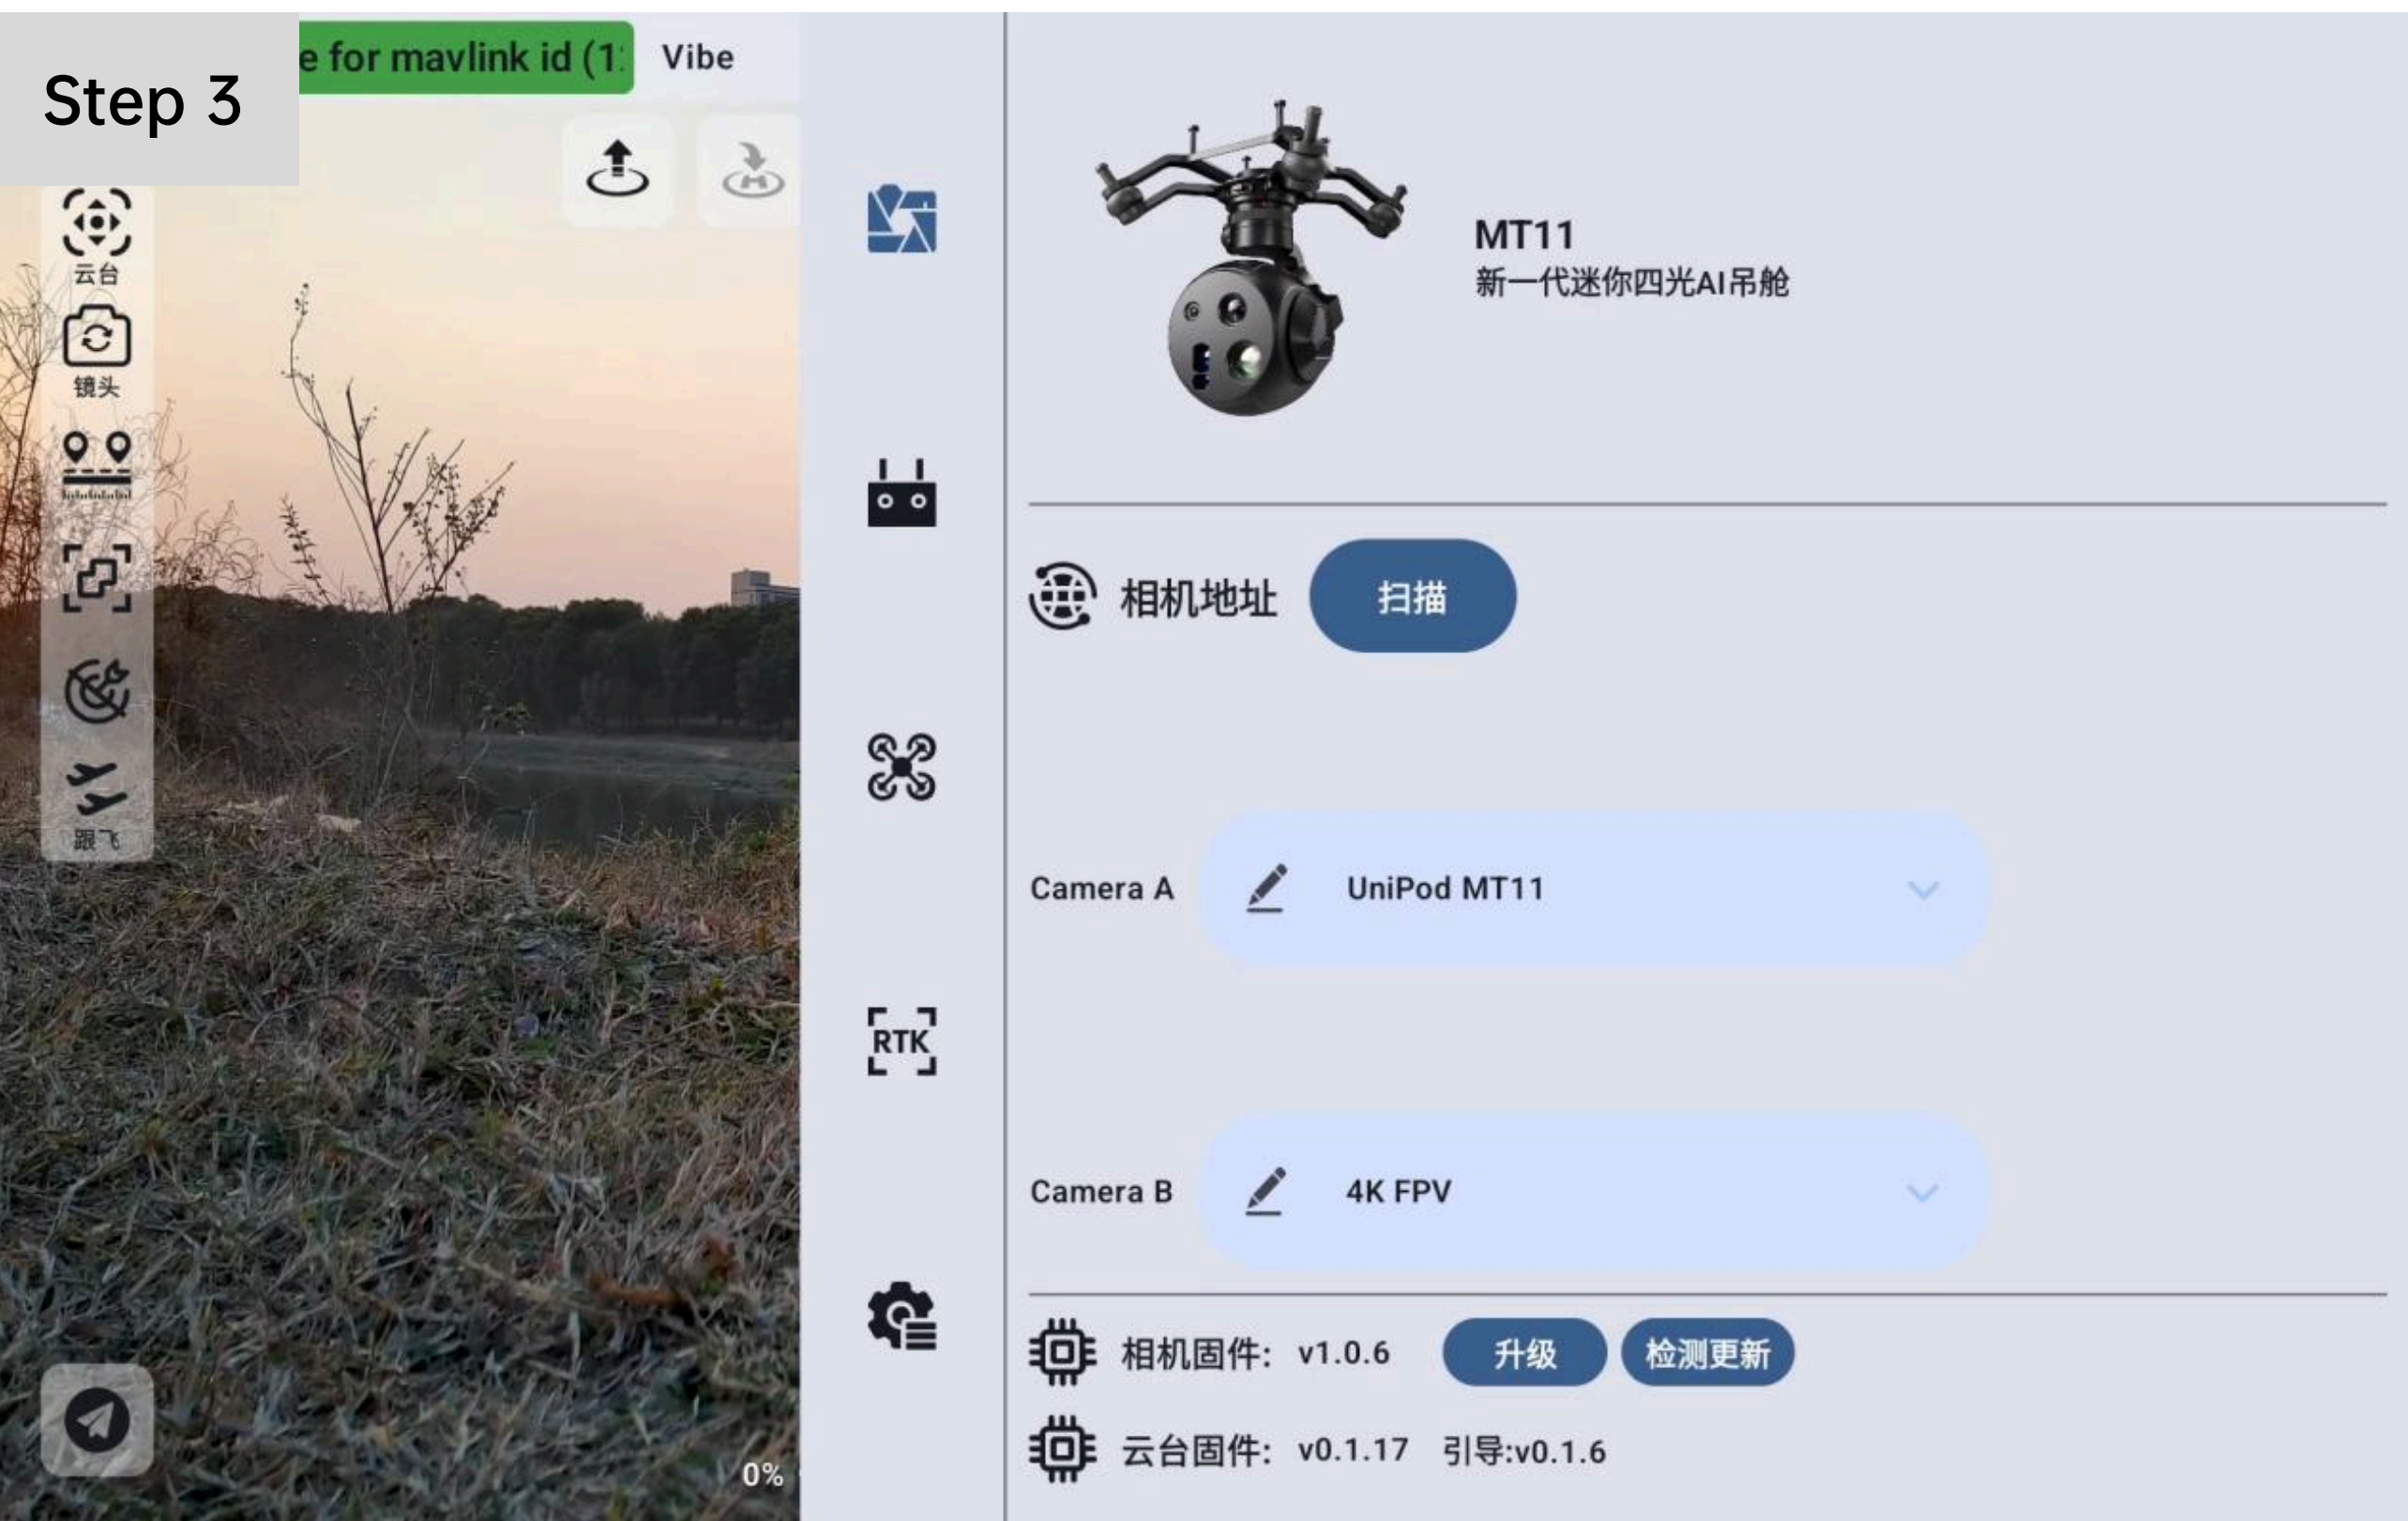 Step 3
e for mavlink id (1
Vibe
云台
镜头
跟飞
0%
RTK
MT11
新一代迷你四光AI吊舱
相机地址
扫描
Camera A
UniPod MT11
Camera B
4K FPV
相机固件: v1.0.6
升级
检测更新
云台固件: v0.1.17
引导:v0.1.6